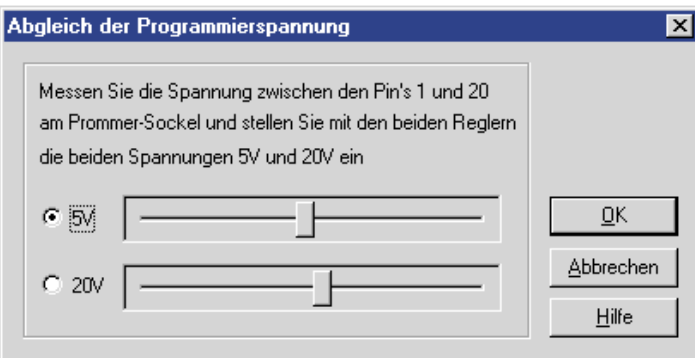 Abgleich der Programmierspannung
Messen Sie die Spannung zwischen den Pin's 1 und 20
am Prommer-Sockel und stellen Sie mit den beiden Reglern
die beiden Spannungen 5V und 20V ein
5V
20V
OK
Abbrechen
Hilfe